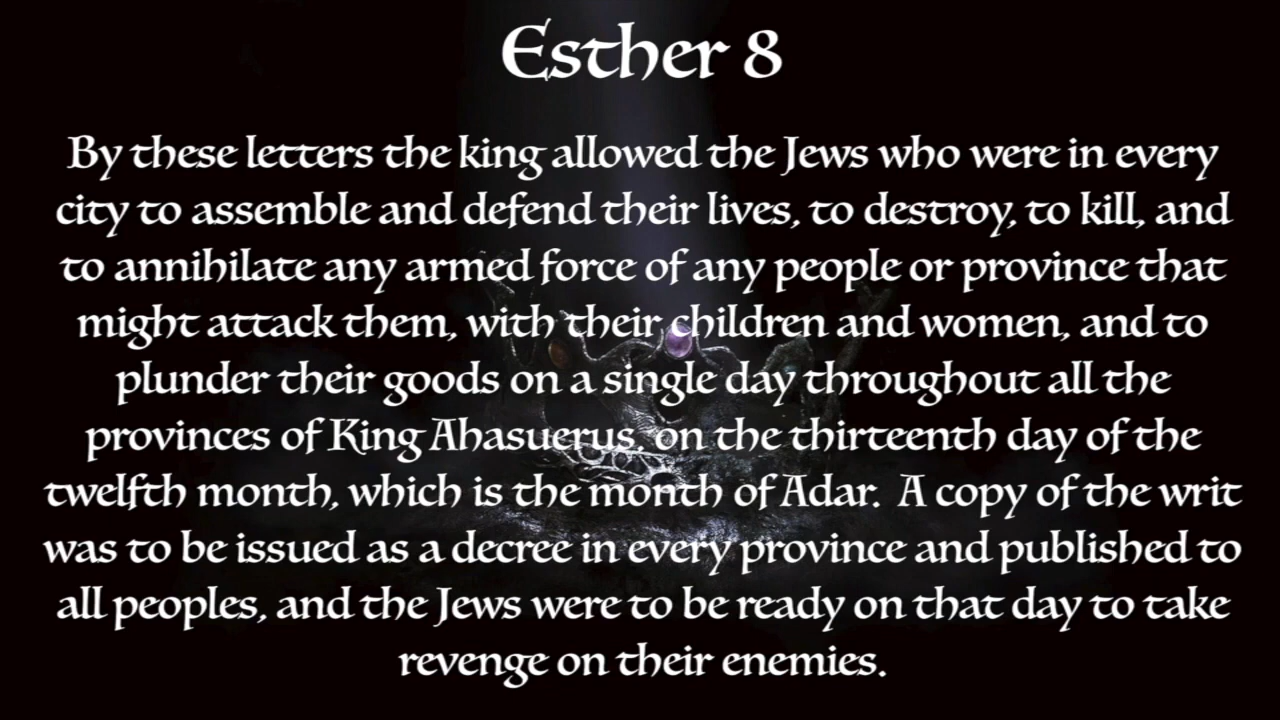 Esther 8
By these letters the king allowed the Jews who were in every
city to assemble and defend their lives, to destroy, to kill, and
to annihilate any armed force of any people or province that
might attack them, with their children and women, and to
plunder their goods on a single day throughout all the
provinces of King Ahasuerus, on the thirteenth day of the
twelfth month, which is the month of Adar.  A copy of the writ
was to be issued as a decree in every province and published to
all peoples, and the Jews were to be ready on that day to take
revenge on their enemies.